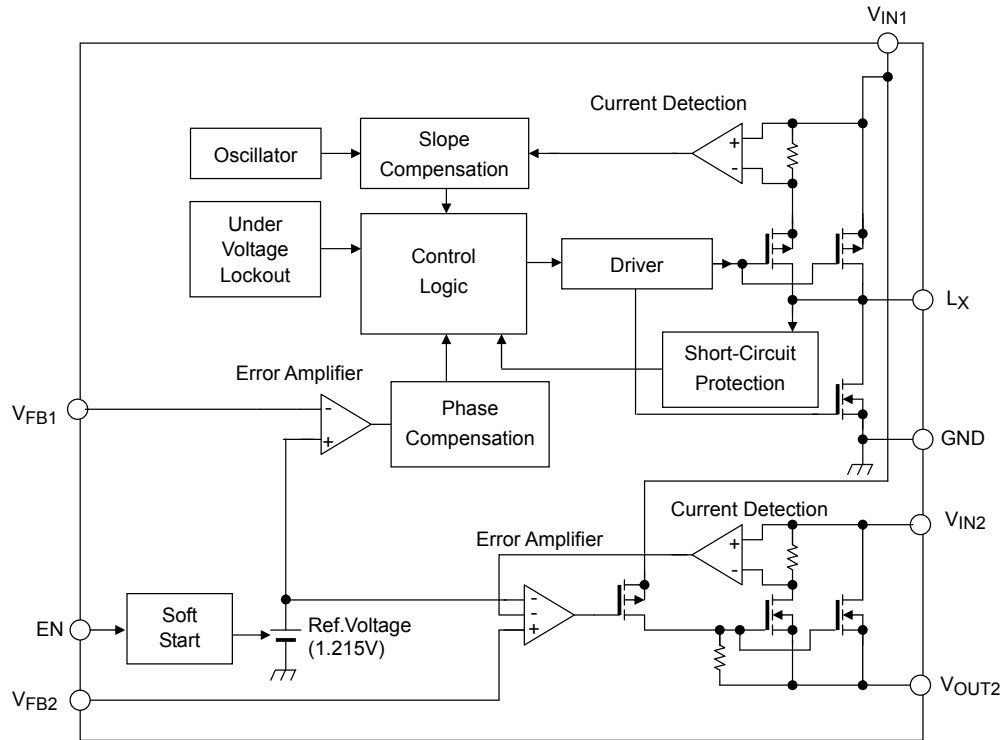 VIN1
Current Detection
+
-
Oscillator
Slope
Compensation
Under
Voltage
Lockout
Control
Logic
Driver
LX
Short-Circuit
Protection
Error Amplifier
VFB1
-
+
Phase
Compensation
GND
VIN2
Current Detection
+
-
Error Amplifier
-
-
+
EN
Soft
Start
Ref.Voltage
(1.215V)
VFB2
VOUT2